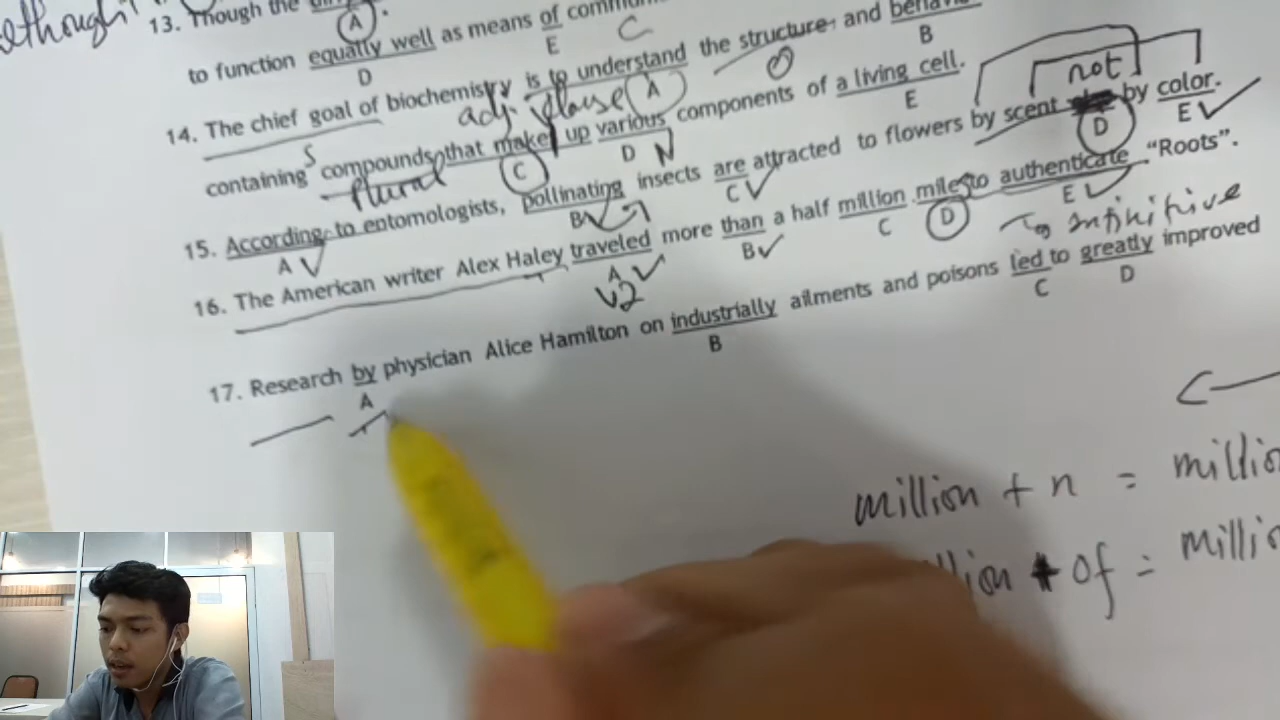 ethough
13. Though the
A
to function equally well as means of
D E C
14. The chief goal of biochemistry is to understand the structure, and
S adj. clause A B
containing compounds that make up various components of a living cell.
plural C D N E
not
15. According to entomologists, pollinating insects are attracted to flowers by scent by color.
A B C D E
16. The American writer Alex Haley traveled more than a half million miles to authenticate "Roots".
A B C D E
V2 To infinitive
17. Research by physician Alice Hamilton on industrially ailments and poisons led to greatly improved
A B C D
million + n =
of =